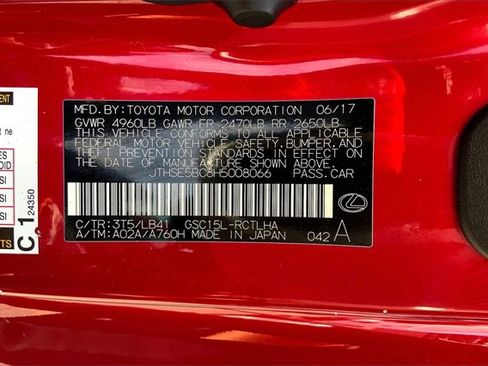 MFD. BY: TOYOTA MOTOR CORPORATION 06/17
GVWR 4960LB GAWR FR 2470LB RR 2650LB
THIS VEHICLE CONFORMS TO ALL APPLICABLE
FEDERAL MOTOR VEHICLE SAFETY, BUMPER, AND
THEFT PREVENTION STANDARDS IN EFFECT ON
THE DATE OF MANUFACTURE SHOWN ABOVE.
JTHSE5BC8H5008066 PASS.CAR
C/TR: 3T5/LB41 GSC15L-RCTLHA
A/TM: A02A/A760H MADE IN JAPAN 042 A
C1
24350